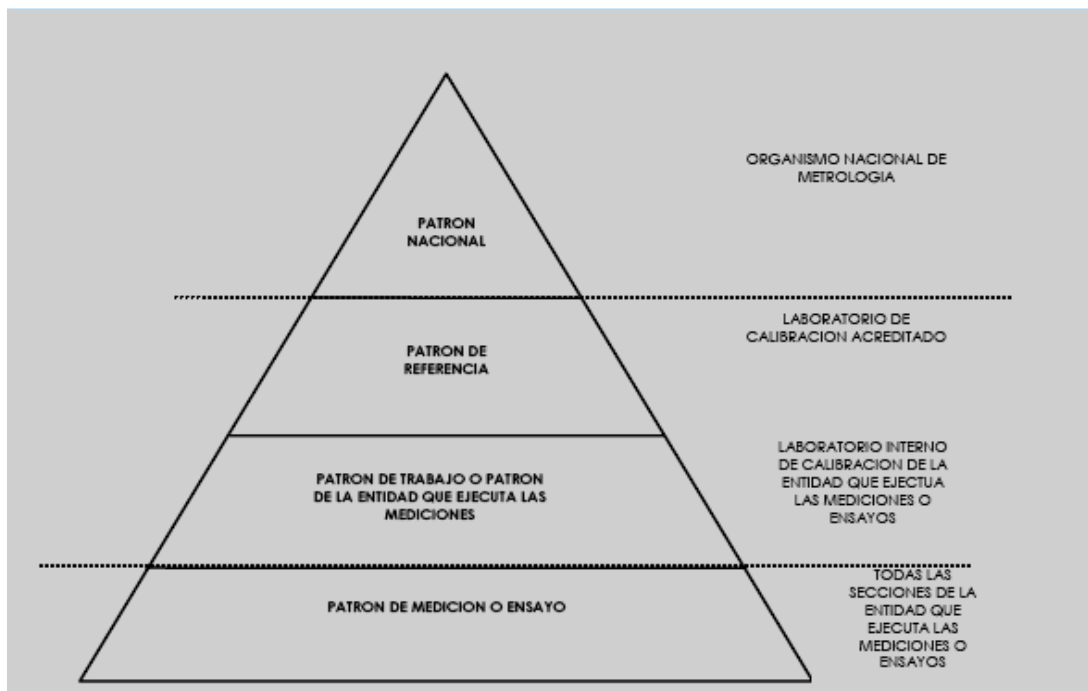 ORGANISMO NACIONAL DE
METROLOGIA
PATRON
NACIONAL
LABORATORIO DE
CALIBRACION ACREDITADO
PATRON DE
REFERENCIA
LABORATORIO INTERNO
DE CALIBRACION DE LA
ENTIDAD QUE EJECTUA
LAS MEDICIONES O
ENSAYOS
PATRON DE TRABAJO O PATRON
DE LA ENTIDAD QUE EJECUTA LAS
MEDICIONES
TODAS LAS
SECCIONES DE LA
ENTIDAD QUE
EJECUTA LAS
MEDICIONES O
ENSAYOS
PATRON DE MEDICION O ENSAYO